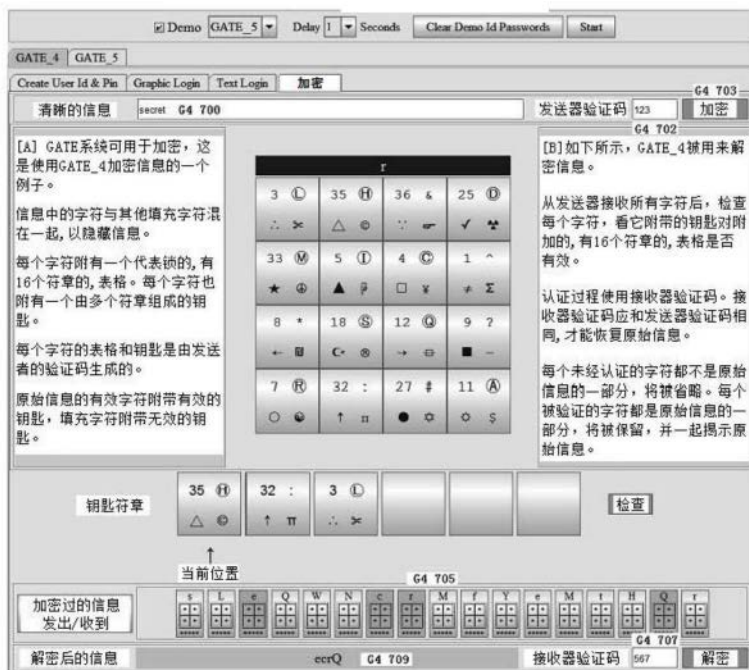 Demo GATE_5 Delay 1 Seconds Clear Demo Id Passwords Start
GATE_4 GATE_5
Create User Id & Pin Graphic Login Text Login 加密
G4 703
清晰的信息 secret G4 700 发送器验证码 123 加密
G4 702
[A] GATE系统可用于加密，这
是使用GATE_4加密信息的一个
例子。
信息中的字符与其他填充字符混
在一起，以隐藏信息。
每个字符附有一个代表锁的，有
16个符章的，表格。每个字符也
附有一个由多个符章组成的钥
匙。
每个字符的表格和钥匙是由发送
者的验证码生成的。
原始信息的有效字符附带有效的
钥匙，填充字符附带无效的钥
匙。
r
3 Ⓛ 35 Ⓗ 36 & 25 Ⓓ
∴ ✂ △ © ∵ ☞ ✓ ☢
33 Ⓜ 5 Ⓘ 4 Ⓒ 1 ^
★ ☮ ▲ □ ¥ ≠ Σ
8 * 18 Ⓢ 12 Ⓠ 9 ?
← ☪ ⊗ → ■ −
7 Ⓡ 32 : 27 # 11 Ⓐ
○ ☯ ↑ π ● ✡ ✩ $
[B]如下所示，GATE_4被用来解
密信息。
从发送器接收所有字符后，检查
每个字符，看它附带的钥匙对附
加的，有16个符章的，表格是否
有效。
认证过程使用接收器验证码。接
收器验证码应和发送器验证码相
同，才能恢复原始信息。
每个未经认证的字符都不是原始
信息的一部分，将被省略。每个
被验证的字符都是原始信息的一
部分，将被保留，并一起揭示原
始信息。
钥匙符章 35 Ⓗ 32 : 3 Ⓛ 检查
△ © ↑ π ∴ ✂
↑
当前位置
G4 705
加密过的信息
发出/收到
s L e Q W N c r M f Y e M t H Q r
G4 707
解密后的信息 ecrQ G4 709 接收器验证码 567 解密